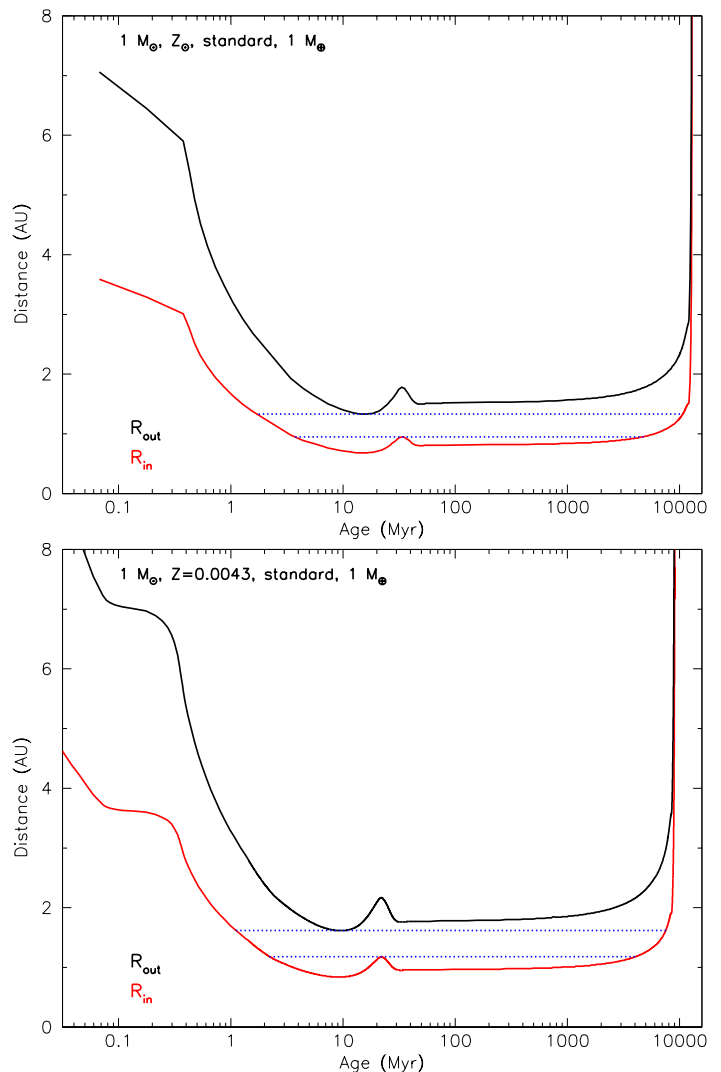 8
1 M☉, Z☉, standard, 1 M⊕
6
Distance (AU)
4
2
R_out
R_in
0
0.1 1 10 100 1000 10000
Age (Myr)
8
1 M☉, Z=0.0043, standard, 1 M⊕
6
Distance (AU)
4
2
R_out
R_in
0
0.1 1 10 100 1000 10000
Age (Myr)